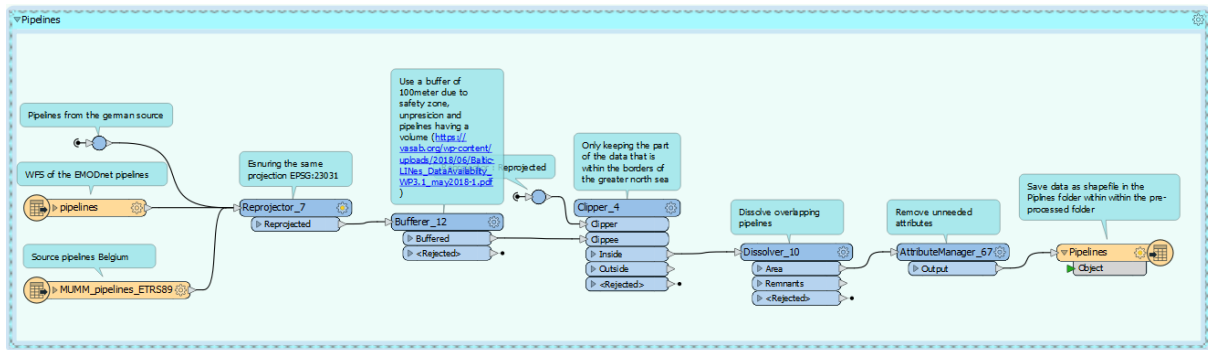 Pipelines
Pipelines from the german source
WFS of the EMODnet pipelines
pipelines
Source pipelines Belgium
MUMM_pipelines_ETRS89
Esnuring the same
projection EPSG:23031
Reprojector_7
Reprojected
Use a buffer of
100meter due to
safety zone,
unpresicion and
pipelines having a
volume (https://
vasab.org/wp-content/
uploads/2018/06/Baltic-
LINes_DataAvailability_
WP3.1_may2018-1.pdf
)
Bufferer_12
Buffered
<Rejected>
Reprojected
Only keeping the part
of the data that is
within the borders of
the greater north sea
Clipper_4
Clipper
Clippee
Inside
Outside
<Rejected>
Dissolve overlapping
pipelines
Dissolver_10
Area
Remnants
<Rejected>
Remove unneeded
attributes
AttributeManager_67
Output
Save data as shapefile in the
Piplines folder within within the pre-
processed folder
Pipelines
Object